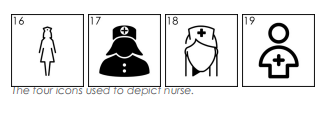 16 17 18 19
The four icons used to depict nurse.